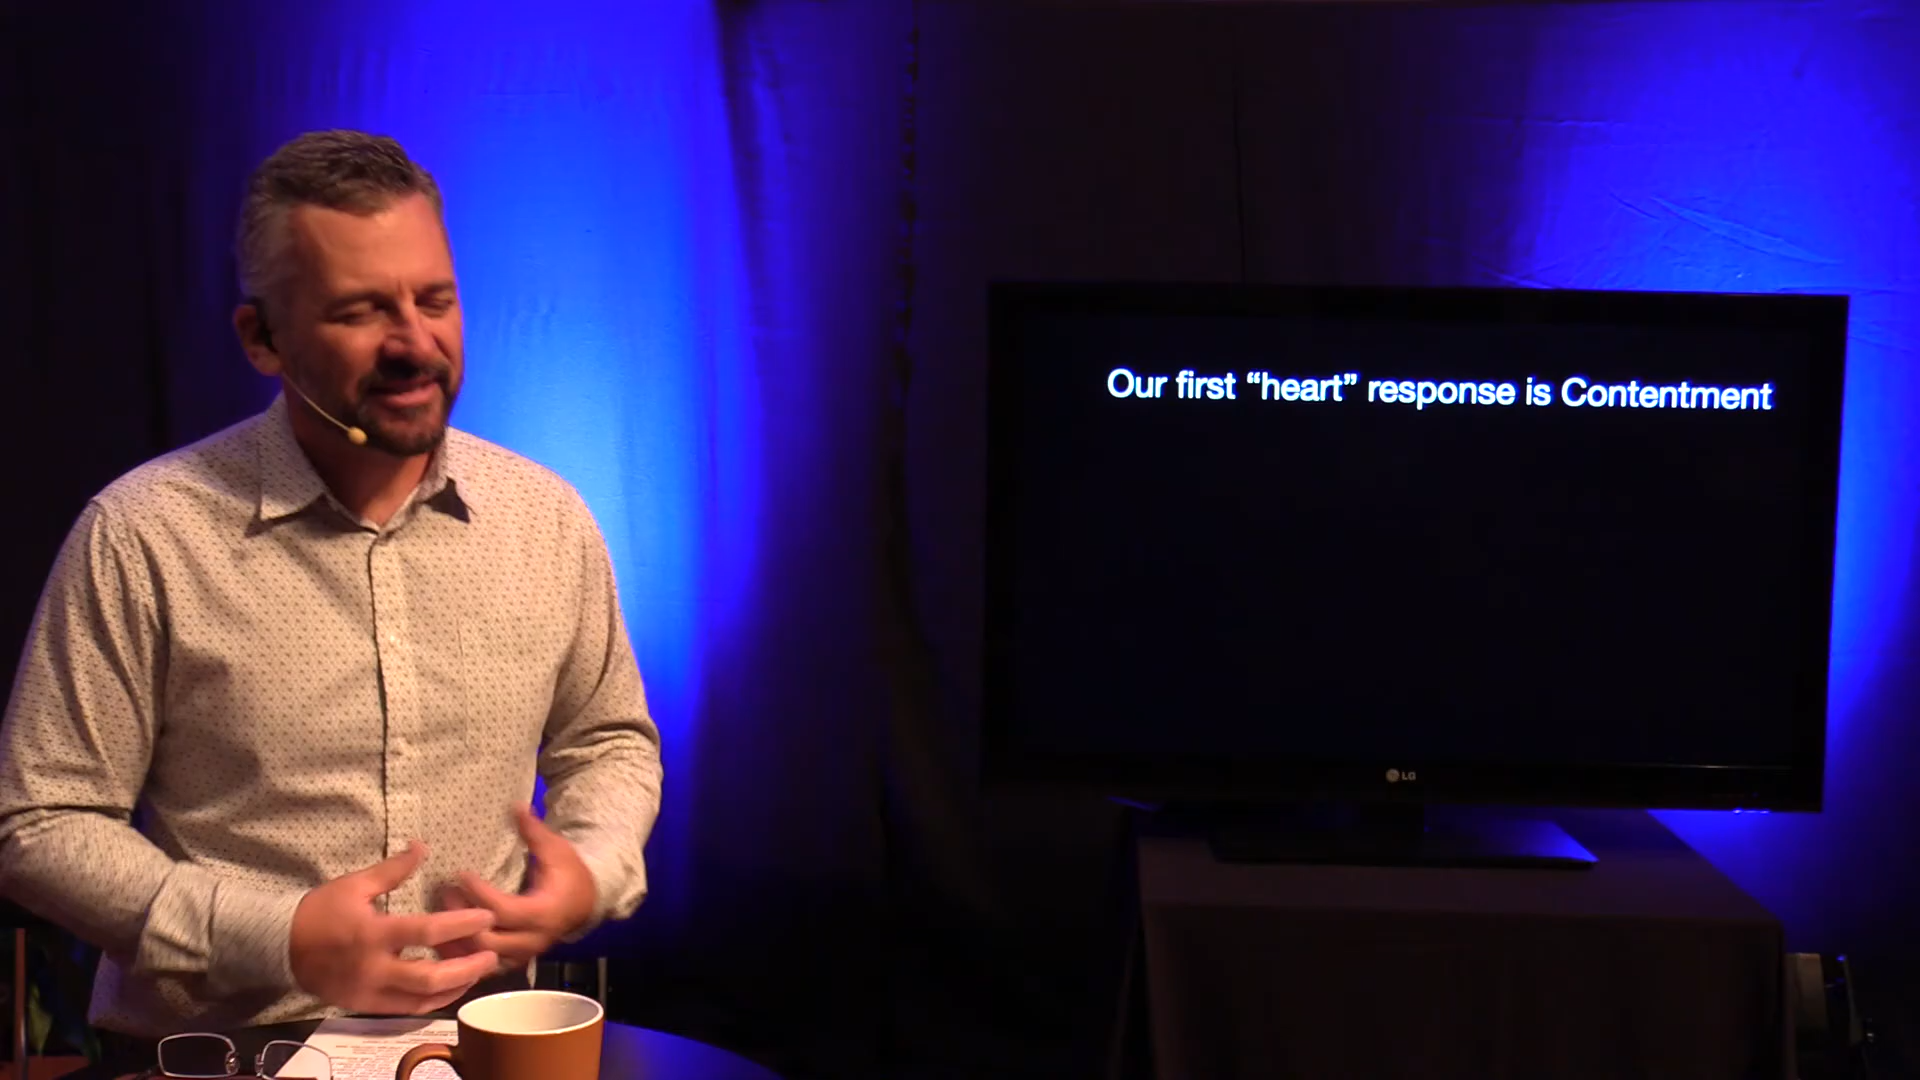 Our first “heart” response is Contentment
LG